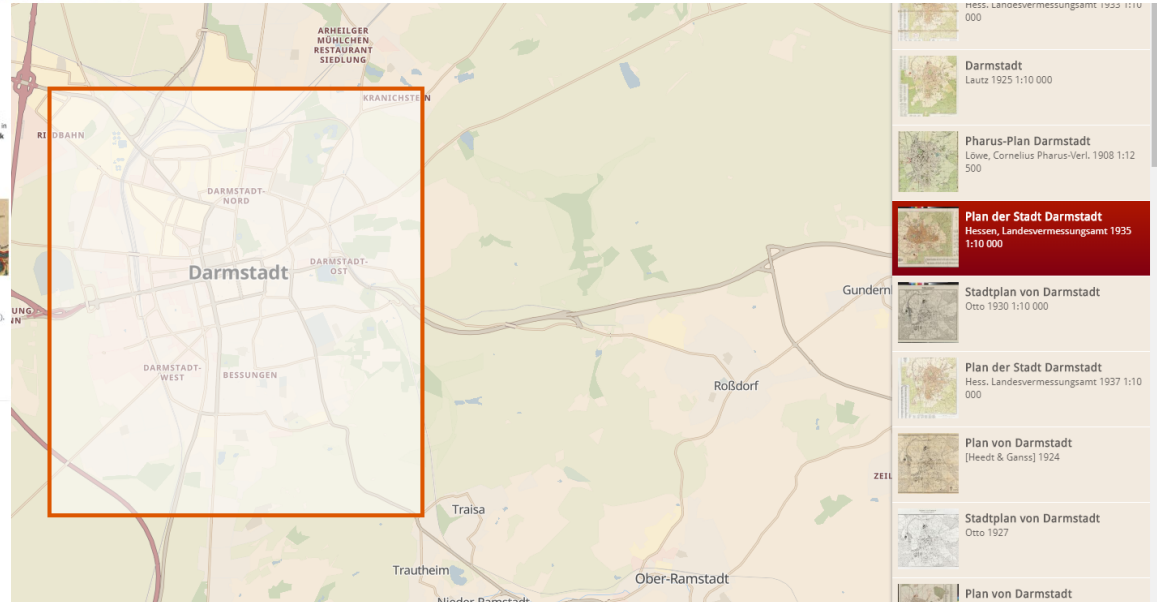 ARHEILGER
MÜHLCHEN
RESTAURANT
SIEDLUNG
KRANICHSTEIN
RIEDBAHN
DARMSTADT-
NORD
Darmstadt
DARMSTADT-
OST
DARMSTADT-
WEST
BESSUNGEN
Roßdorf
Traisa
Trautheim
Ober-Ramstadt
Hess. Landesvermessungsamt 1933 1:10
000
Darmstadt
Lautz 1925 1:10 000
Pharus-Plan Darmstadt
Löwe, Cornelius Pharus-Verl. 1908 1:12
500
Plan der Stadt Darmstadt
Hessen, Landesvermessungsamt 1935
1:10 000
Stadtplan von Darmstadt
Otto 1930 1:10 000
Plan der Stadt Darmstadt
Hess. Landesvermessungsamt 1937 1:10
000
Plan von Darmstadt
[Heedt & Ganss] 1924
Stadtplan von Darmstadt
Otto 1927
Plan von Darmstadt